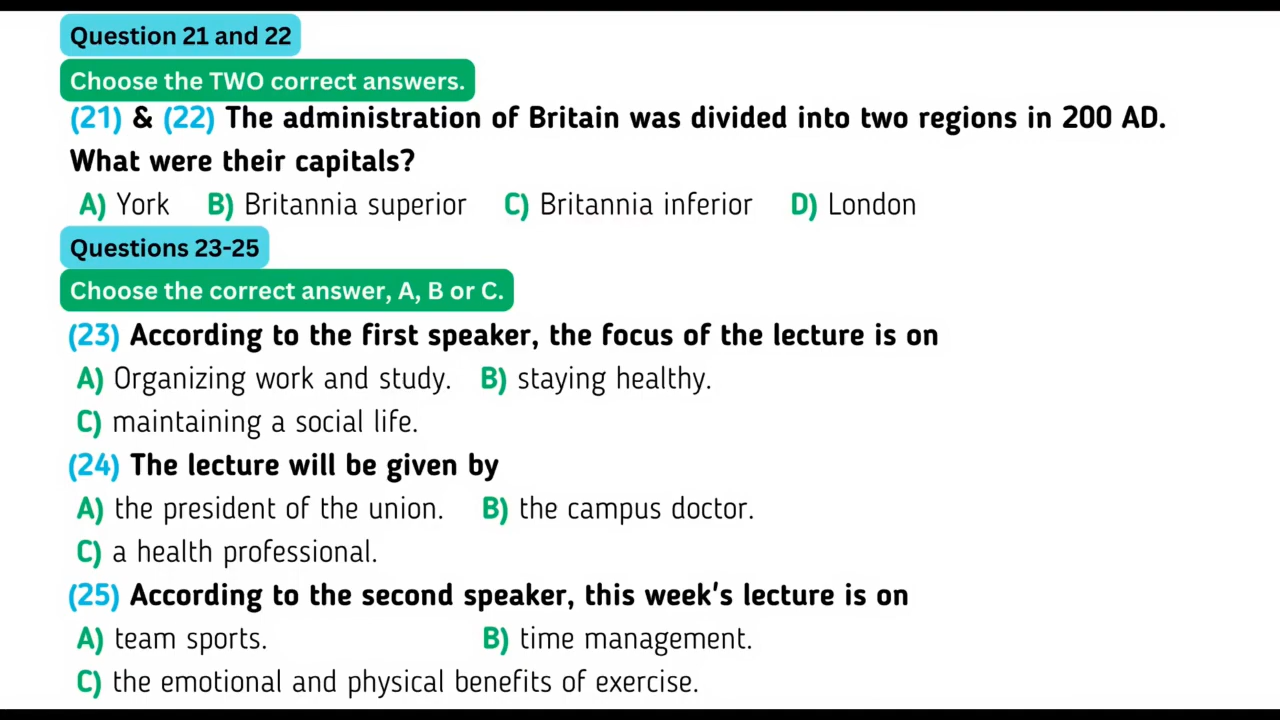 Question 21 and 22
Choose the TWO correct answers.
(21) & (22) The administration of Britain was divided into two regions in 200 AD.
What were their capitals?
A) York B) Britannia superior C) Britannia inferior D) London
Questions 23-25
Choose the correct answer, A, B or C.
(23) According to the first speaker, the focus of the lecture is on
A) Organizing work and study. B) staying healthy.
C) maintaining a social life.
(24) The lecture will be given by
A) the president of the union. B) the campus doctor.
C) a health professional.
(25) According to the second speaker, this week's lecture is on
A) team sports. B) time management.
C) the emotional and physical benefits of exercise.